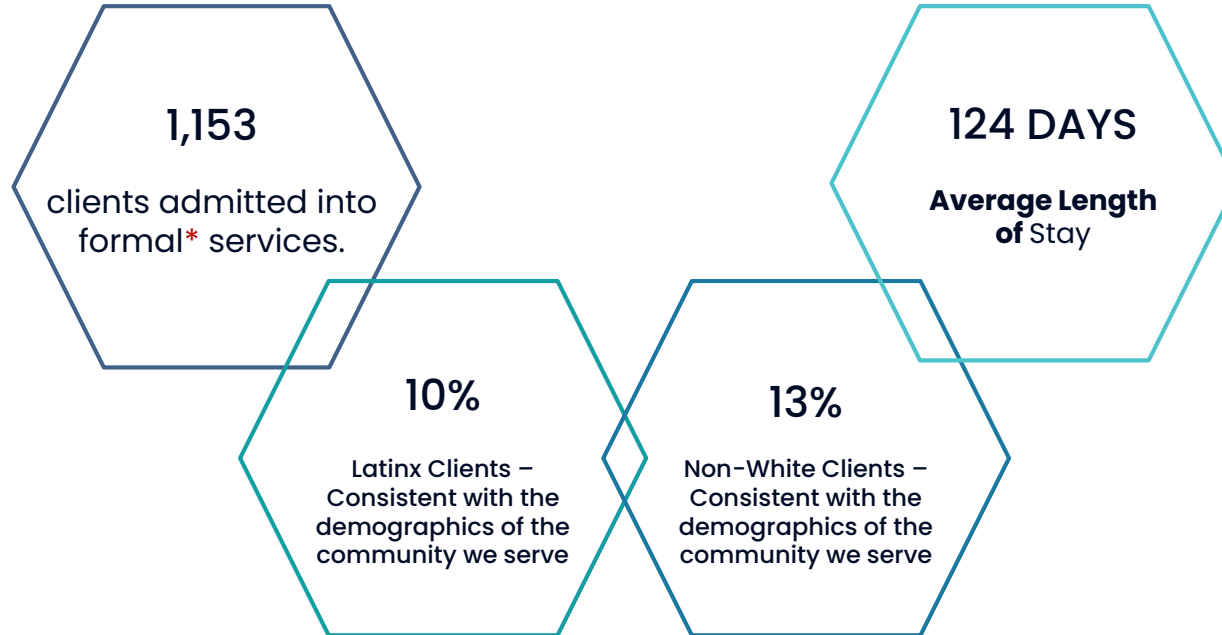 1,153
clients admitted into
formal* services.
124 DAYS
Average Length
of Stay
10%
Latinx Clients –
Consistent with the
demographics of the
community we serve
13%
Non-White Clients –
Consistent with the
demographics of the
community we serve